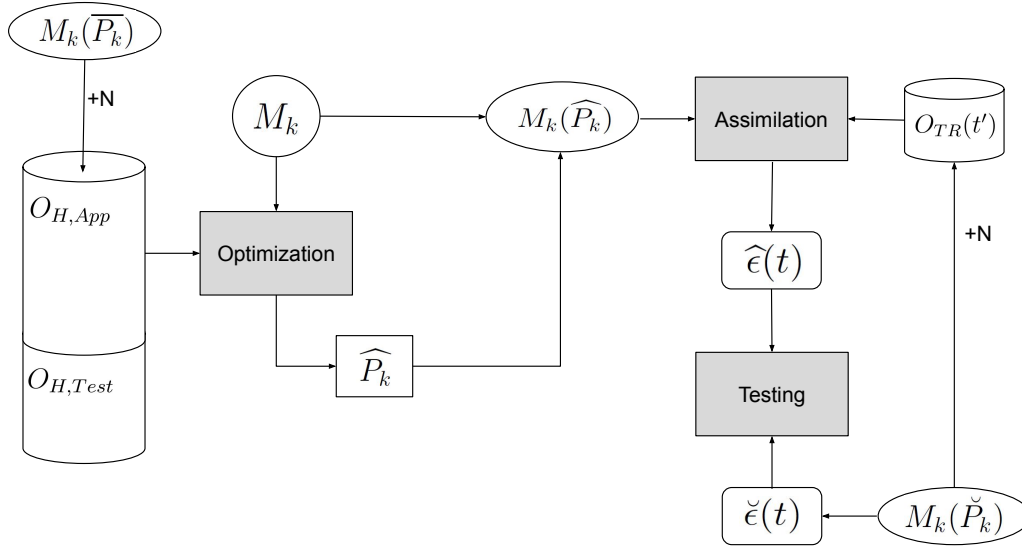 $M_k(\overline{P_k})$
+N
$O_{H,App}$
$O_{H,Test}$
$M_k$
Optimization
$\widehat{P_k}$
$M_k(\widehat{P_k})$
Assimilation
$O_{TR}(t')$
+N
$\widehat{\epsilon}(t)$
Testing
$\breve{\epsilon}(t)$
$M_k(\breve{P_k})$